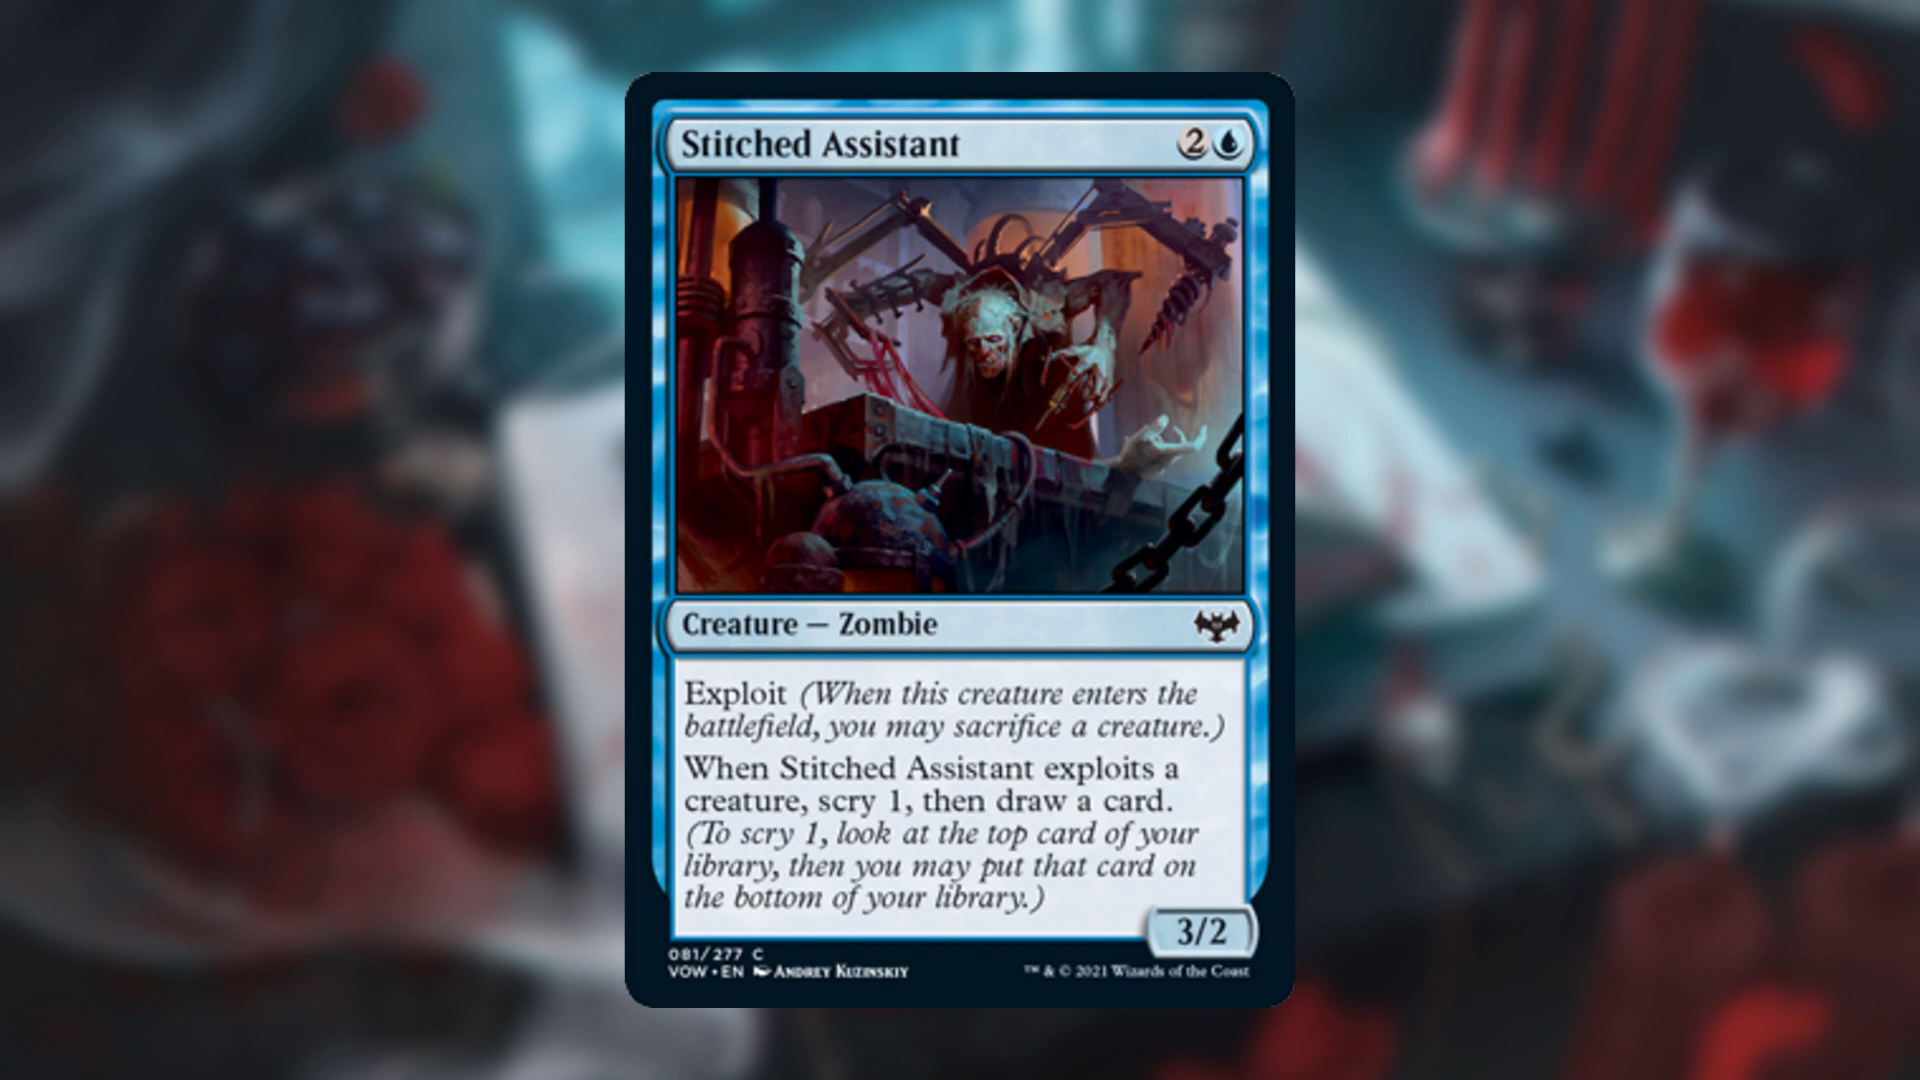 Stitched Assistant 2
Creature — Zombie
Exploit (When this creature enters the
battlefield, you may sacrifice a creature.)
When Stitched Assistant exploits a
creature, scry 1, then draw a card.
(To scry 1, look at the top card of your
library, then you may put that card on
the bottom of your library.)
3/2
081/277 C
VOW • EN Andrey Kuzinskiy
™ & © 2021 Wizards of the Coast